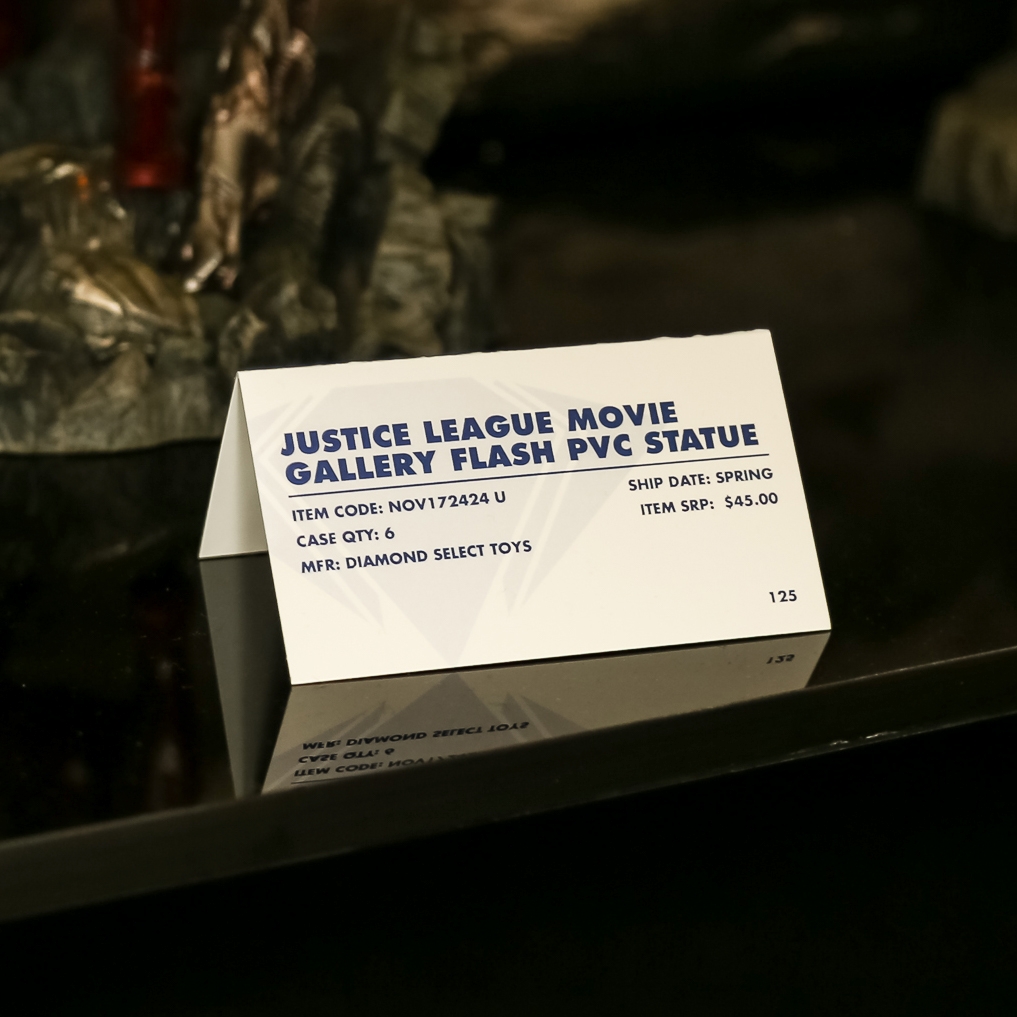 JUSTICE LEAGUE MOVIE
GALLERY FLASH PVC STATUE
ITEM CODE: NOV172424 U
SHIP DATE: SPRING
CASE QTY: 6
ITEM SRP: $45.00
MFR: DIAMOND SELECT TOYS
125